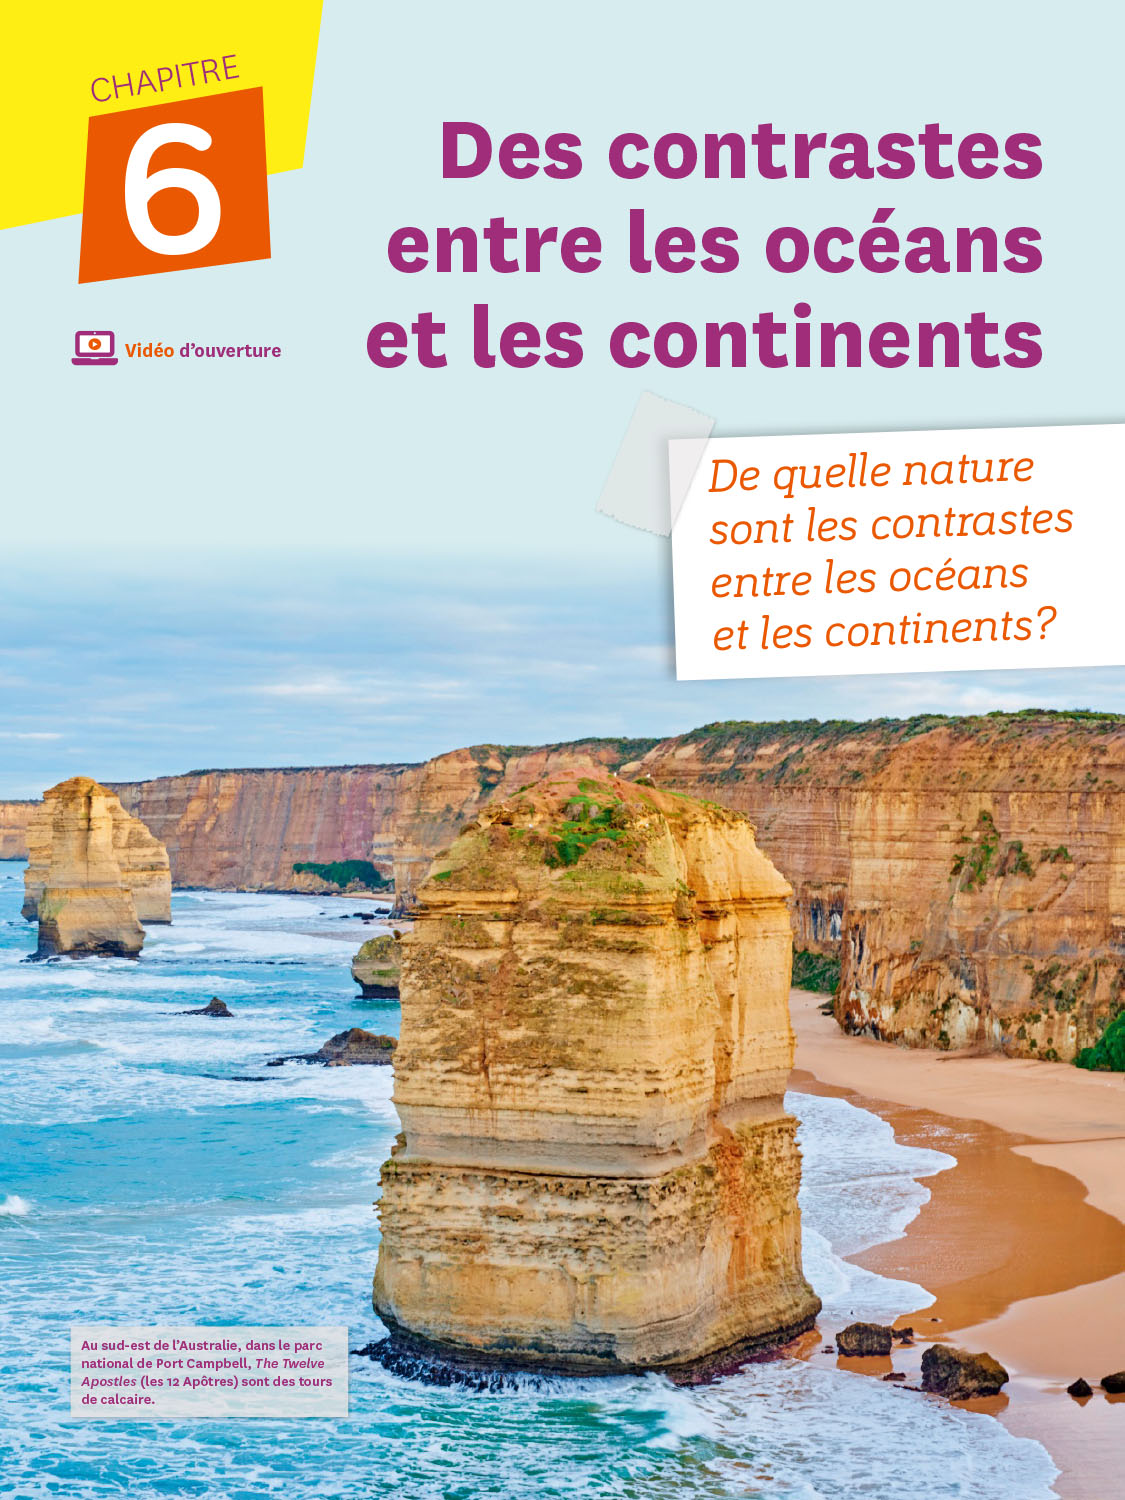 CHAPITRE
6
Des contrastes
entre les océans
et les continents
Vidéo d’ouverture
De quelle nature
sont les contrastes
entre les océans
et les continents?
Au sud-est de l’Australie, dans le parc
national de Port Campbell, The Twelve
Apostles (les 12 Apôtres) sont des tours
de calcaire.